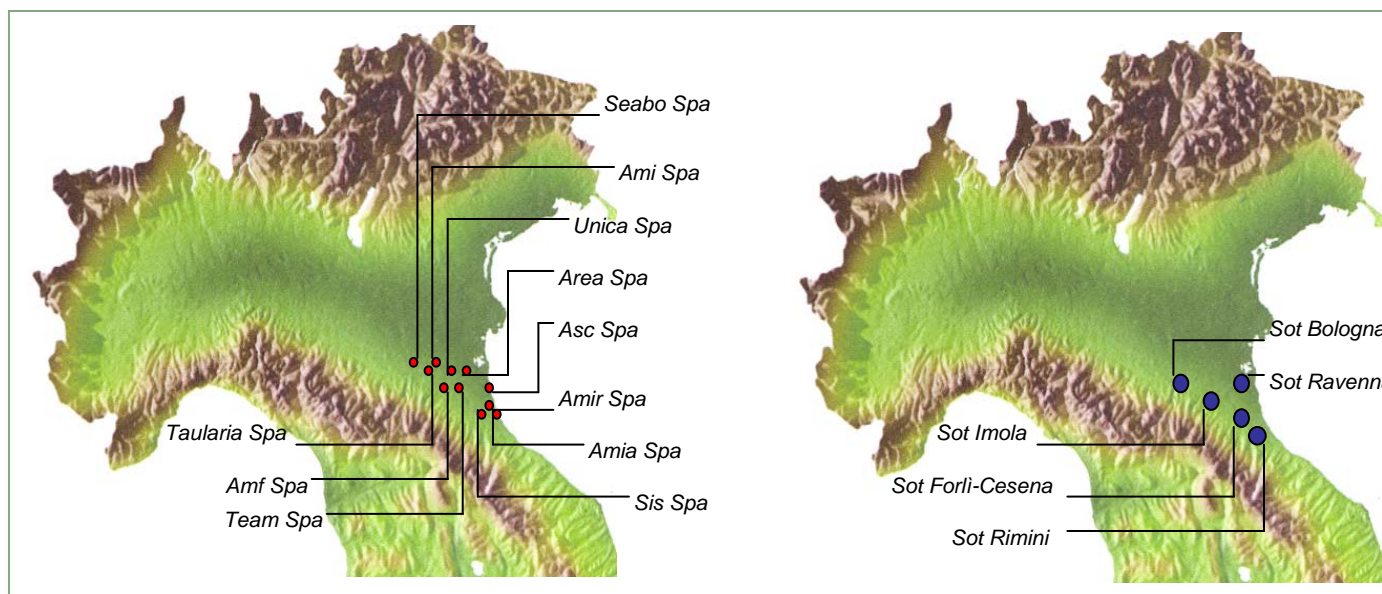 Seabo Spa
Ami Spa
Unica Spa
Area Spa
Asc Spa
Amir Spa
Taularia Spa
Amia Spa
Amf Spa
Sis Spa
Team Spa
Sot Bologna
Sot Ravenna
Sot Imola
Sot Forlì-Cesena
Sot Rimini